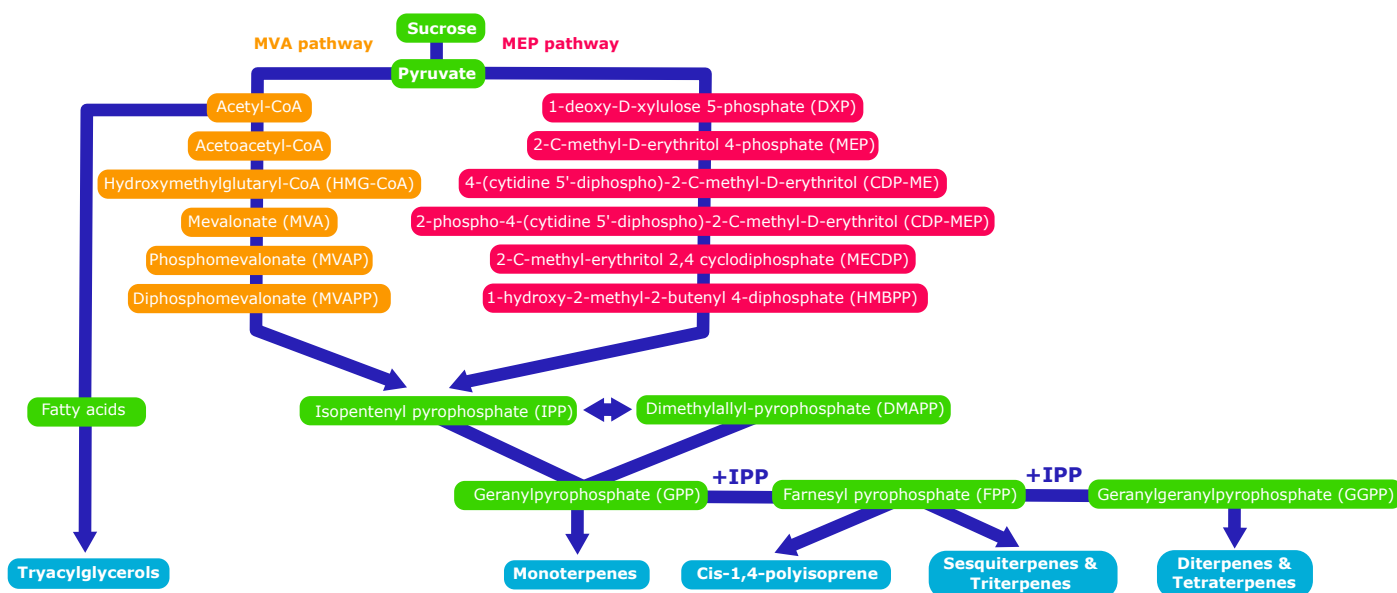 Sucrose
MVA pathway
MEP pathway
Pyruvate
Acetyl-CoA
1-deoxy-D-xylulose 5-phosphate (DXP)
Acetoacetyl-CoA
2-C-methyl-D-erythritol 4-phosphate (MEP)
Hydroxymethylglutaryl-CoA (HMG-CoA)
4-(cytidine 5'-diphospho)-2-C-methyl-D-erythritol (CDP-ME)
Mevalonate (MVA)
2-phospho-4-(cytidine 5'-diphospho)-2-C-methyl-D-erythritol (CDP-MEP)
Phosphomevalonate (MVAP)
2-C-methyl-erythritol 2,4 cyclodiphosphate (MECDP)
Diphosphomevalonate (MVAPP)
1-hydroxy-2-methyl-2-butenyl 4-diphosphate (HMBPP)
Fatty acids
Isopentenyl pyrophosphate (IPP)
Dimethylallyl-pyrophosphate (DMAPP)
+IPP
+IPP
Geranylpyrophosphate (GPP)
Farnesyl pyrophosphate (FPP)
Geranylgeranylpyrophosphate (GGPP)
Tryacylglycerols
Monoterpenes
Cis-1,4-polyisoprene
Sesquiterpenes &
Triterpenes
Diterpenes &
Tetraterpenes